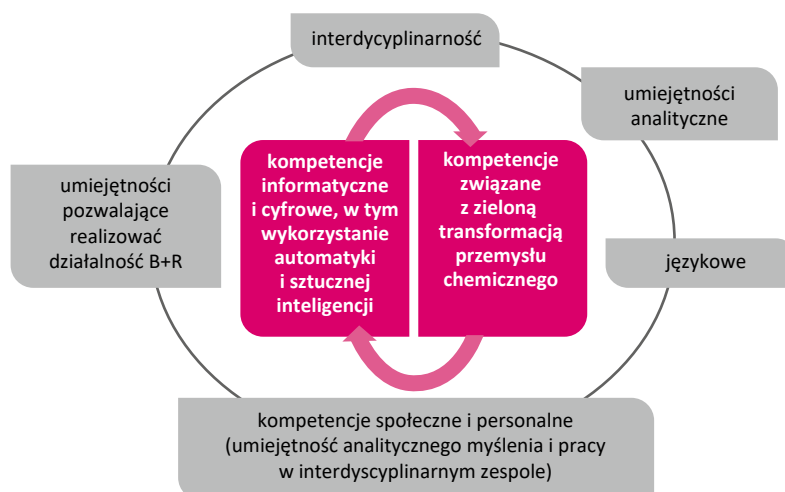 interdycyplinarność
umiejętności
analityczne
kompetencje
informatyczne
i cyfrowe, w tym
wykorzystanie
automatyki
i sztucznej
inteligencji
kompetencje
związane
z zieloną
transformacją
przemysłu
chemicznego
umiejętności
pozwalające
realizować
działalność B+R
językowe
kompetencje społeczne i personalne
(umiejętność analitycznego myślenia i pracy
w interdyscyplinarnym zespole)